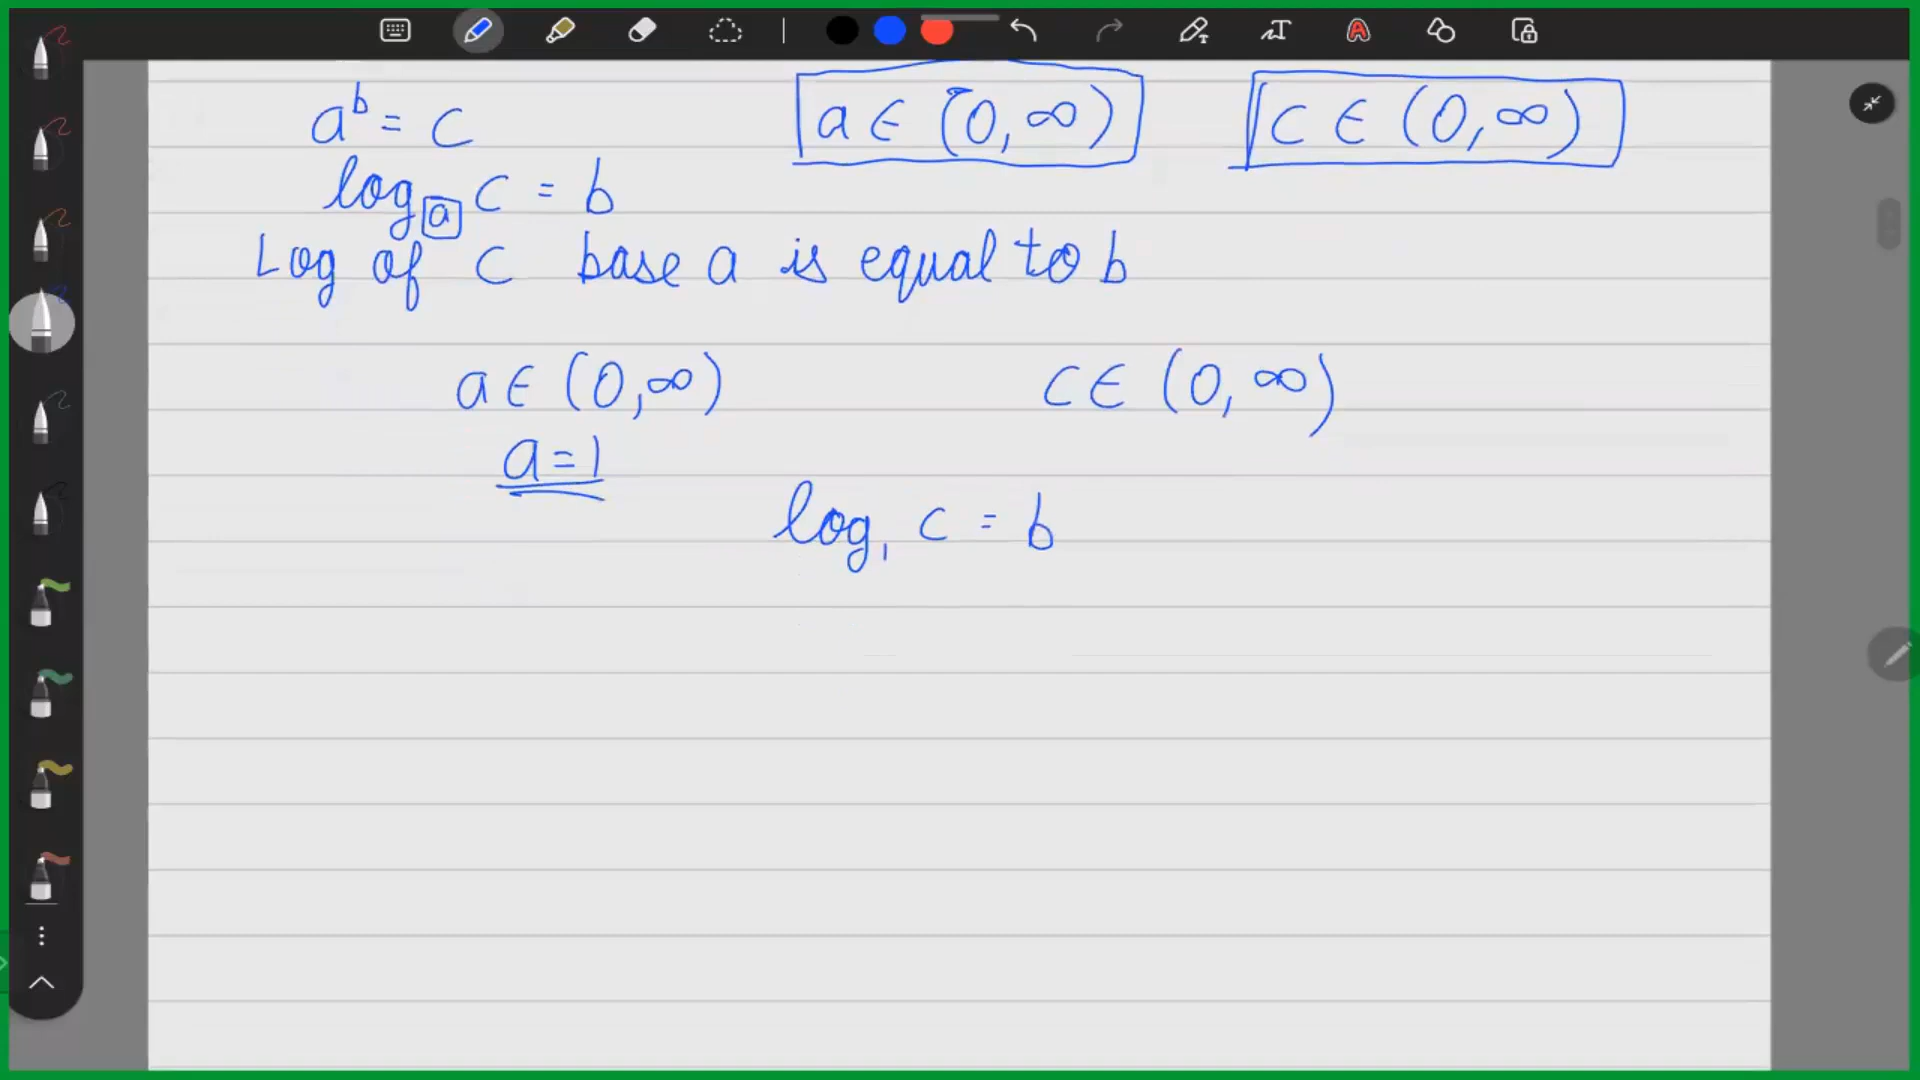 a^b = c    a ∈ (0, ∞)    c ∈ (0, ∞)
log_a c = b
Log of c base a is equal to b
a ∈ (0, ∞)    c ∈ (0, ∞)
a = 1
log_1 c = b